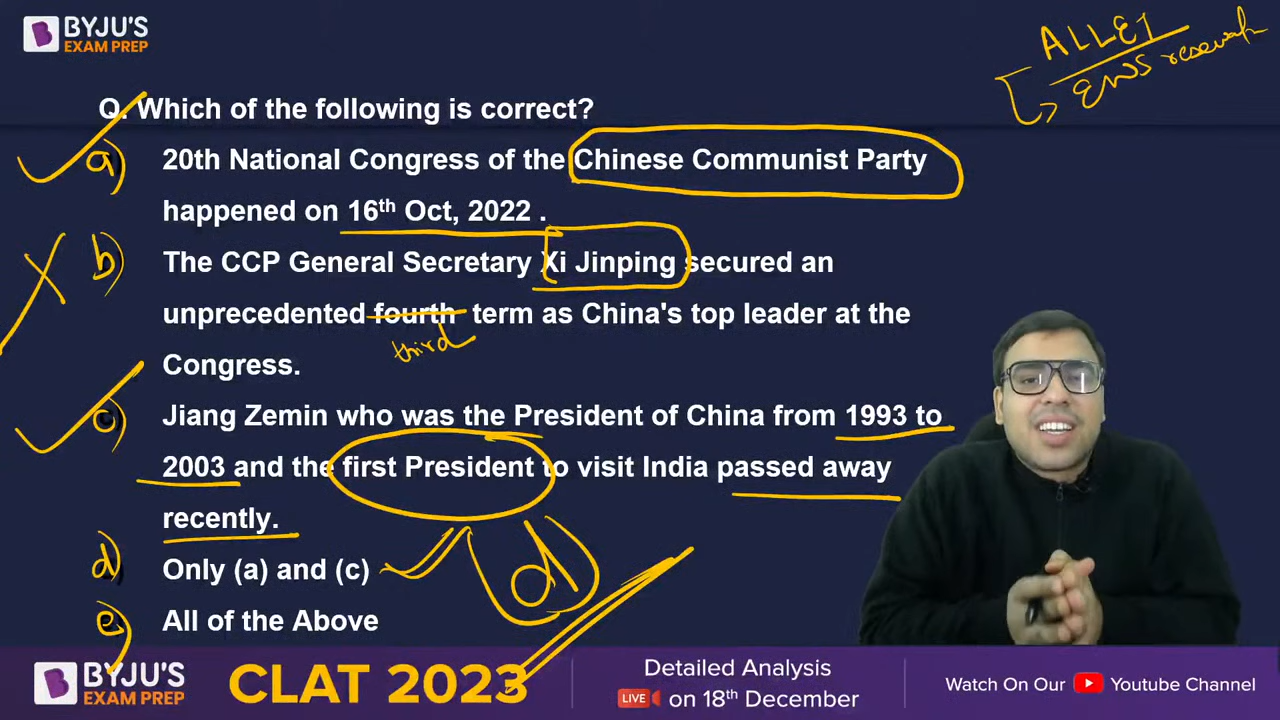 BYJU'S
EXAM PREP
ALLET
EWS research
Q. Which of the following is correct?
a) 20th National Congress of the Chinese Communist Party
happened on 16th Oct, 2022 .
b) The CCP General Secretary Xi Jinping secured an
unprecedented fourth term as China's top leader at the
third
Congress.
c) Jiang Zemin who was the President of China from 1993 to
2003 and the first President to visit India passed away
recently.
d
d) Only (a) and (c)
e) All of the Above
BYJU'S
EXAM PREP
CLAT 2023
Detailed Analysis
LIVE on 18th December
Watch On Our Youtube Channel